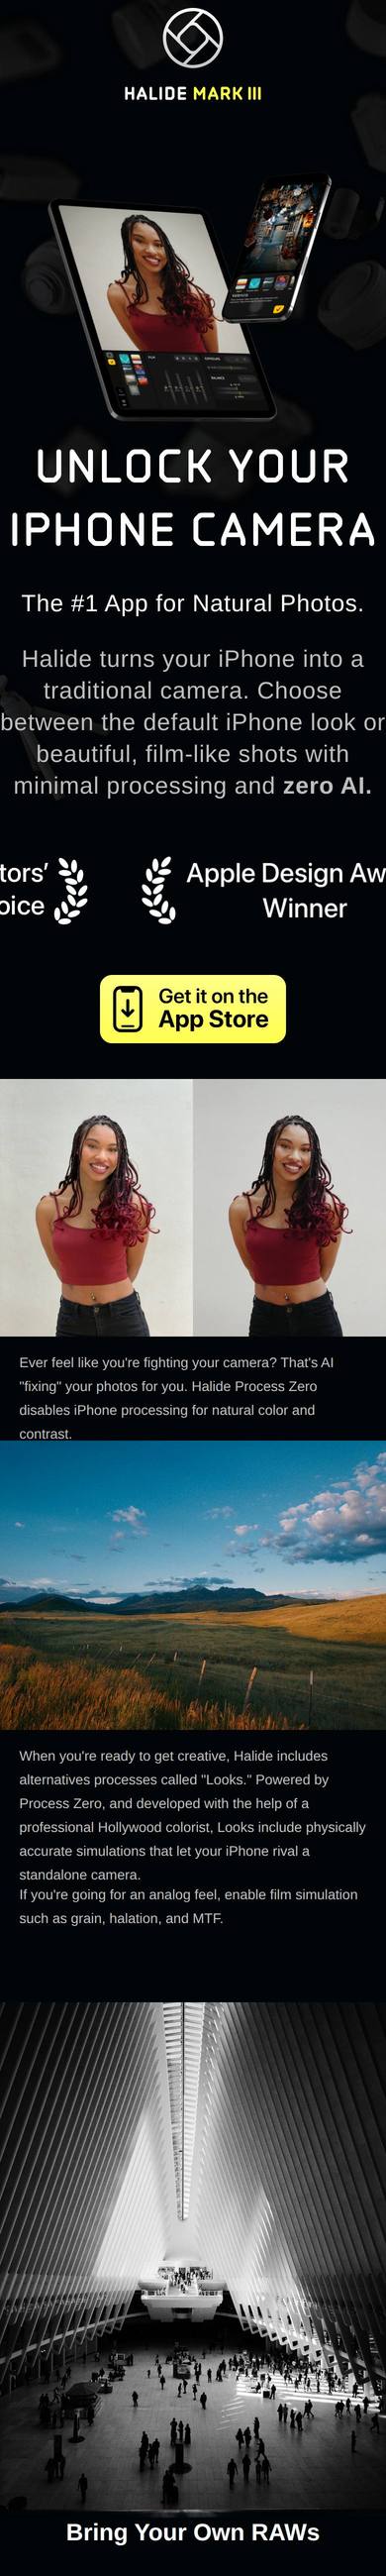 HALIDE MARK III
UNLOCK YOUR
IPHONE CAMERA
The #1 App for Natural Photos.
Halide turns your iPhone into a
traditional camera. Choose
between the default iPhone look or
beautiful, film-like shots with
minimal processing and zero AI.
tors’
oice
Apple Design Aw
Winner
Get it on the
App Store
Ever feel like you're fighting your camera? That's AI
"fixing" your photos for you. Halide Process Zero
disables iPhone processing for natural color and
contrast.
When you're ready to get creative, Halide includes
alternatives processes called "Looks." Powered by
Process Zero, and developed with the help of a
professional Hollywood colorist, Looks include physically
accurate simulations that let your iPhone rival a
standalone camera.
If you're going for an analog feel, enable film simulation
such as grain, halation, and MTF.
Bring Your Own RAWs